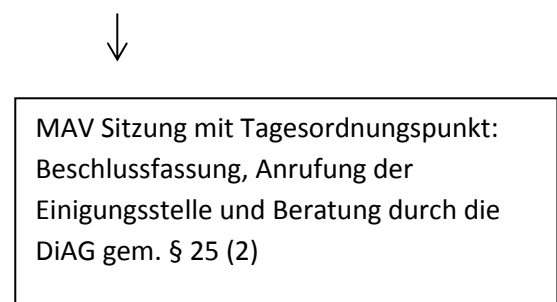 MAV Sitzung mit Tagesordnungspunkt:
Beschlussfassung, Anrufung der
Einigungsstelle und Beratung durch die
DiAG gem. § 25 (2)